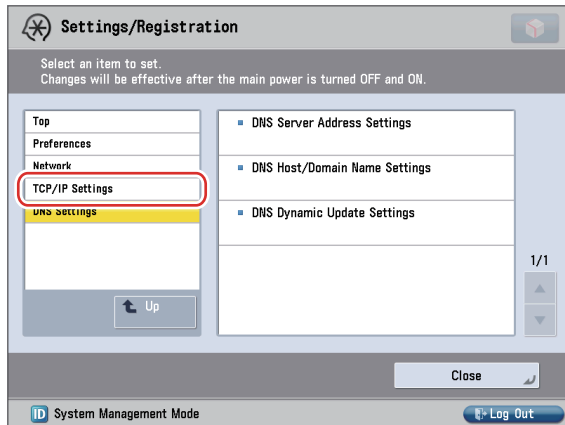 Settings/Registration
Select an item to set.
Changes will be effective after the main power is turned OFF and ON.
Top
Preferences
Network
TCP/IP Settings
DNS Settings
Up
DNS Server Address Settings
DNS Host/Domain Name Settings
DNS Dynamic Update Settings
1/1
Close
ID System Management Mode
Log Out